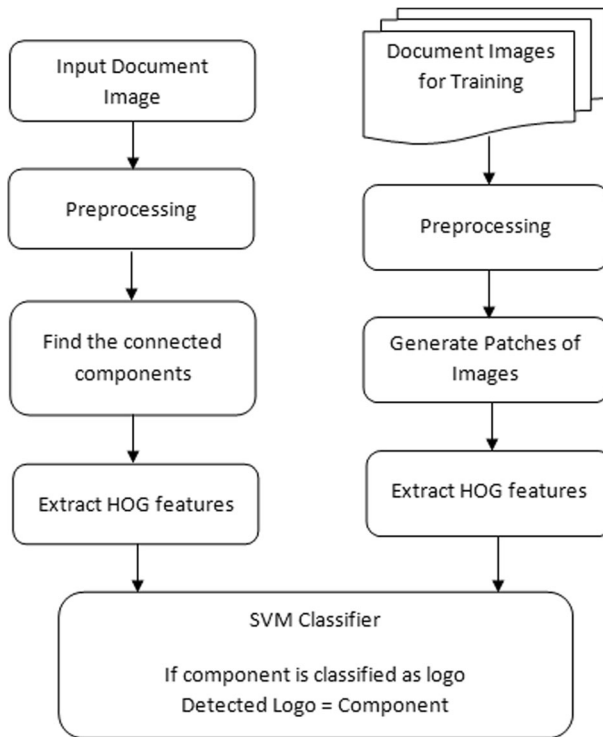 Input Document
Image
Preprocessing
Find the connected
components
Extract HOG features
Document Images
for Training
Preprocessing
Generate Patches of
Images
Extract HOG features
SVM Classifier
If component is classified as logo
Detected Logo = Component